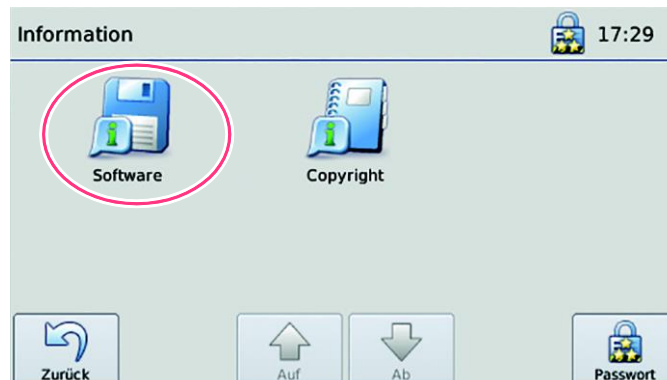 Information
17:29
Software
Copyright
Zurück
Auf
Ab
Passwort